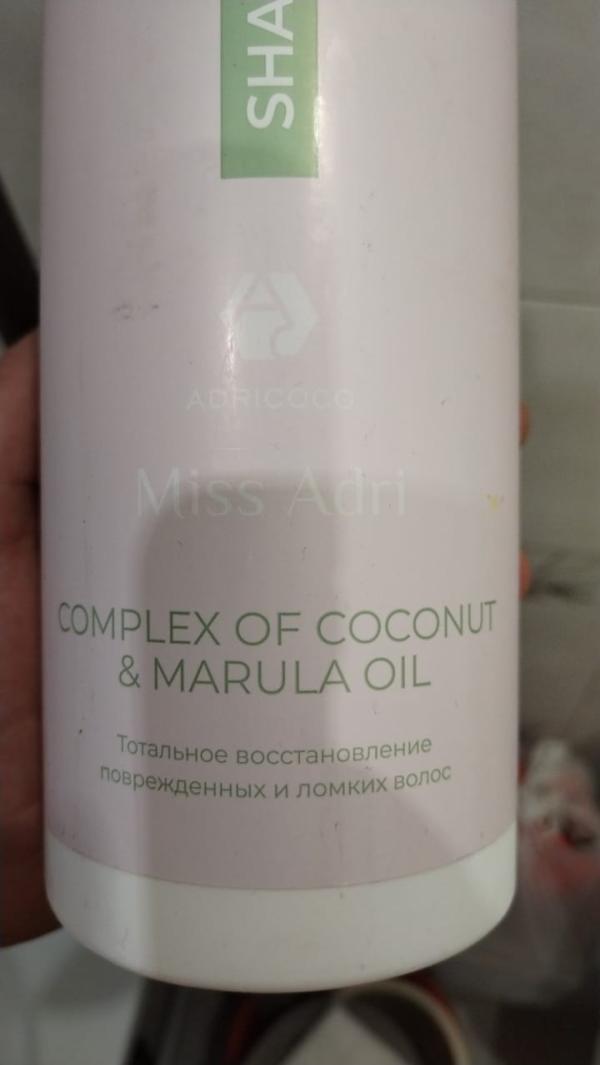 SHA
ADRICOCO
Miss Adri
COMPLEX OF COCONUT
& MARULA OIL
Тотальное восстановление
поврежденных и ломких волос